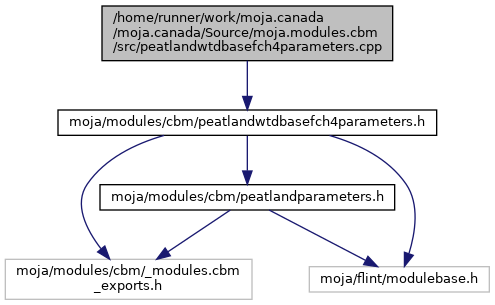 /home/runner/work/moja.canada
/moja.canada/Source/moja.modules.cbm
/src/peatlandwtdbasefch4parameters.cpp
moja/modules/cbm/peatlandwtdbasefch4parameters.h
moja/modules/cbm/peatlandparameters.h
moja/modules/cbm/_modules.cbm
_exports.h
moja/flint/modulebase.h